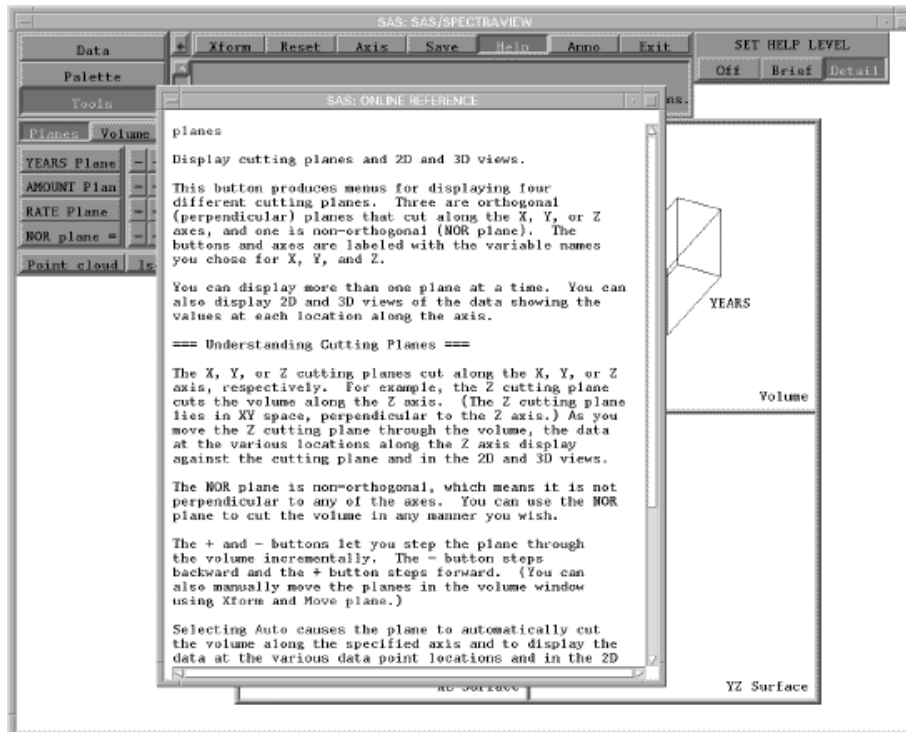 SAS: SAS/SPECTRAVIEW
Data
Palette
Tools
Xform Reset Axis Save Help Anno Exit
SET HELP LEVEL
Off Brief Detail
ns.
Planes Volume
YEARS Plane - -
AMOUNT Plan - -
RATE Plane - -
NOR plane = - -
Point cloud Is
SAS: ONLINE REFERENCE
planes
Display cutting planes and 2D and 3D views.
This button produces menus for displaying four
different cutting planes. Three are orthogonal
(perpendicular) planes that cut along the X, Y, or Z
axes, and one is non-orthogonal (NOR plane). The
buttons and axes are labeled with the variable names
you chose for X, Y, and Z.
You can display more than one plane at a time. You can
also display 2D and 3D views of the data showing the
values at each location along the axis.
=== Understanding Cutting Planes ===
The X, Y, or Z cutting planes cut along the X, Y, or Z
axis, respectively. For example, the Z cutting plane
cuts the volume along the Z axis. (The Z cutting plane
lies in XY space, perpendicular to the Z axis.) As you
move the Z cutting plane through the volume, the data
at the various locations along the Z axis display
against the cutting plane and in the 2D and 3D views.
The NOR plane is non-orthogonal, which means it is not
perpendicular to any of the axes. You can use the NOR
plane to cut the volume in any manner you wish.
The + and - buttons let you step the plane through
the volume incrementally. The - button steps
backward and the + button steps forward. (You can
also manually move the planes in the volume window
using Xform and Move plane.)
Selecting Auto causes the plane to automatically cut
the volume along the specified axis and to display the
data at the various data point locations and in the 2D
YEARS
Volume
Surface
YZ Surface